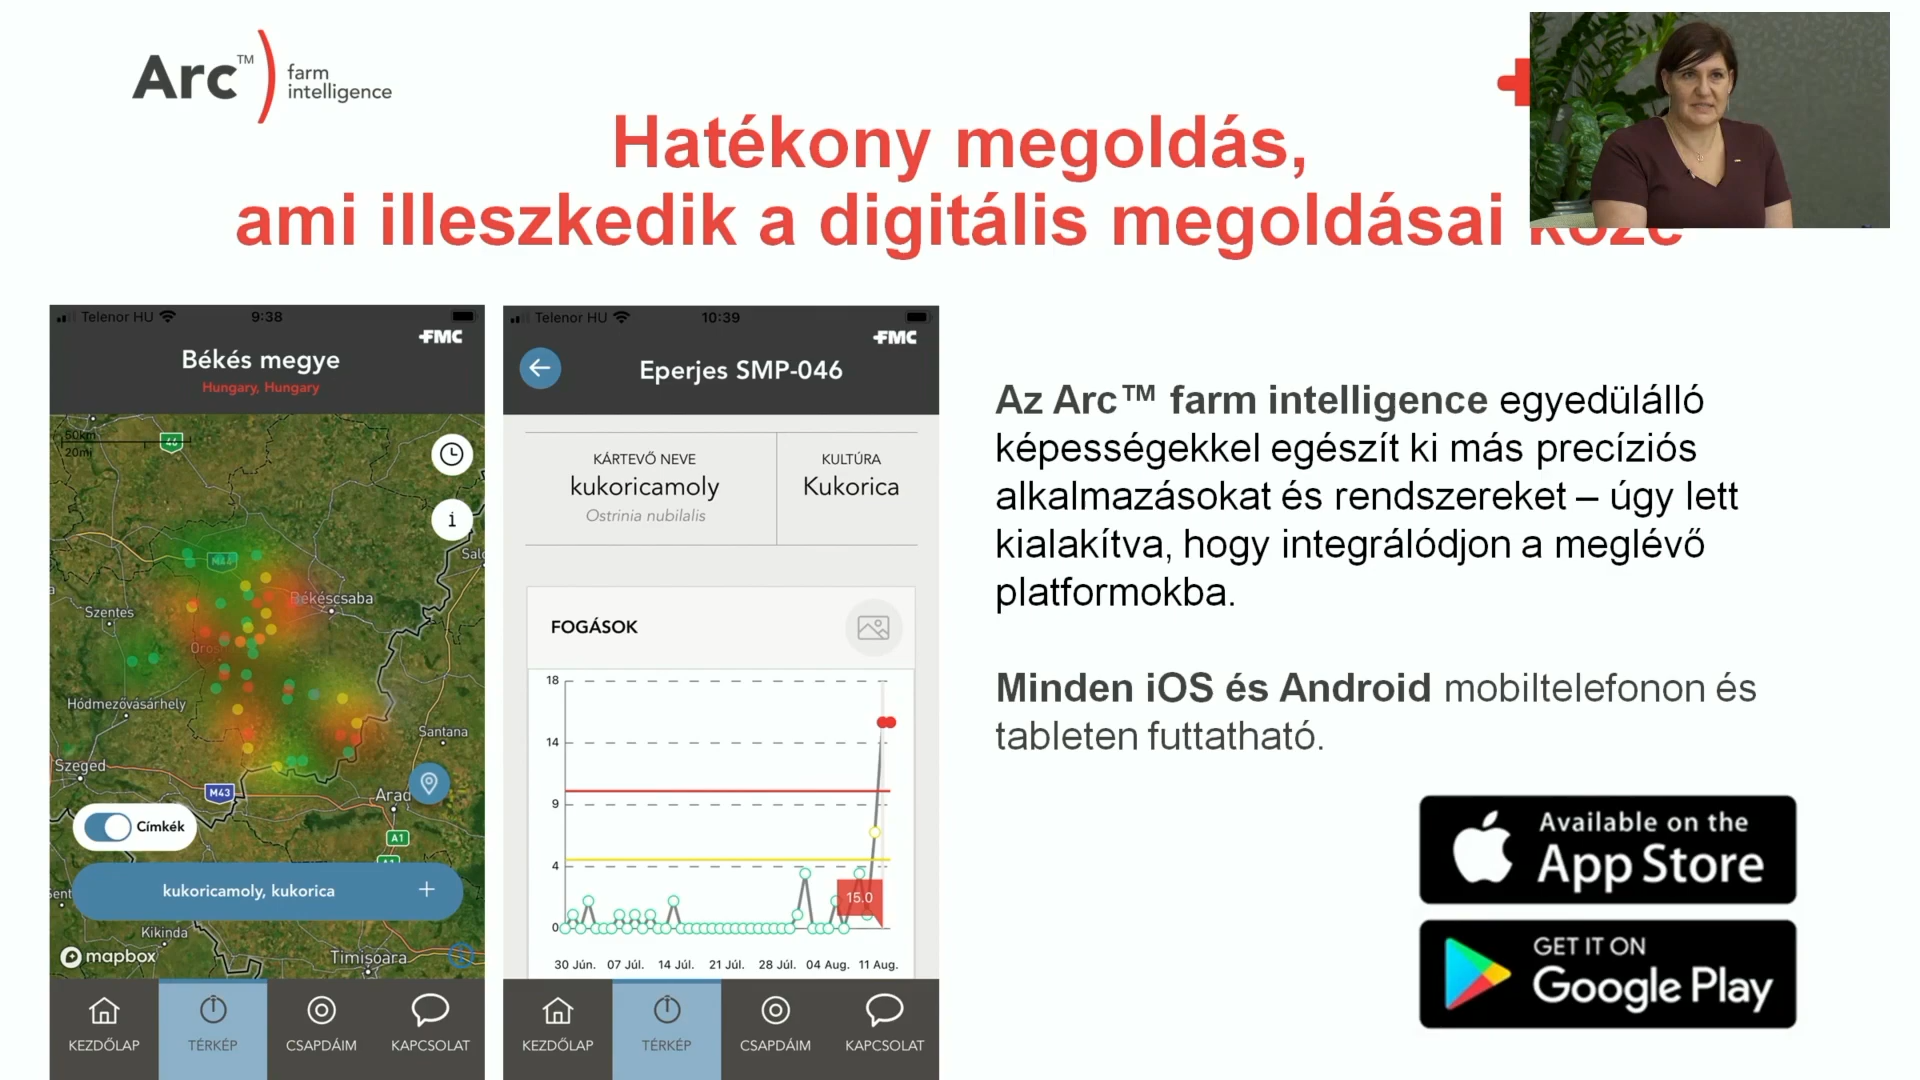 Arc™
farm
intelligence
Hatékony megoldás,
ami illeszkedik a digitális megoldásai közé
Telenor HU
9:38
FMC
Békés megye
Hungary, Hungary
50km
20mi
46
M44
Békéscsaba
Szentes
Hódmezővásárhely
Santana
Szeged
M43
Arad
A1
Címkék
kukoricamoly, kukorica
+
Kikinda
Timișoara
mapbox
KEZDŐLAP
TÉRKÉP
CSAPDÁIM
KAPCSOLAT
Telenor HU
10:39
FMC
Eperjes SMP-046
KÁRTEVŐ NEVE
kukoricamoly
Ostrinia nubilalis
KULTÚRA
Kukorica
FOGÁSOK
18
14
9
4
0
15.0
30 Jún.
07 Júl.
14 Júl.
21 Júl.
28 Júl.
04 Aug.
11 Aug.
KEZDŐLAP
TÉRKÉP
CSAPDÁIM
KAPCSOLAT
Az Arc™ farm intelligence egyedülálló
képességekkel egészít ki más precíziós
alkalmazásokat és rendszereket – úgy lett
kialakítva, hogy integrálódjon a meglévő
platformokba.
Minden iOS és Android mobiltelefonon és
tableten futtatható.
Available on the
App Store
GET IT ON
Google Play